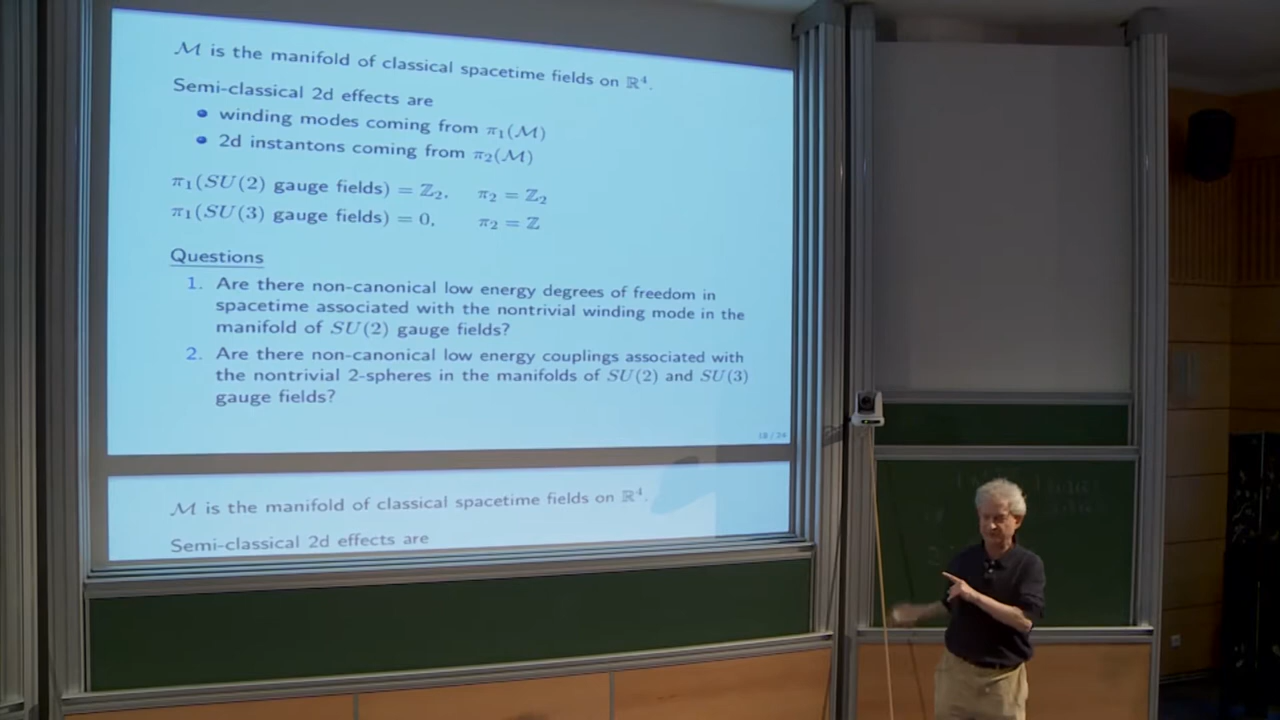 ℳ is the manifold of classical spacetime fields on ℝ⁴.
Semi-classical 2d effects are
• winding modes coming from π₁(ℳ)
• 2d instantons coming from π₂(ℳ)
π₁(SU(2) gauge fields) = ℤ₂, π₂ = ℤ₂
π₁(SU(3) gauge fields) = 0, π₂ = ℤ
Questions
1. Are there non-canonical low energy degrees of freedom in
spacetime associated with the nontrivial winding mode in the
manifold of SU(2) gauge fields?
2. Are there non-canonical low energy couplings associated with
the nontrivial 2-spheres in the manifolds of SU(2) and SU(3)
gauge fields?
ℳ is the manifold of classical spacetime fields on ℝ⁴.
Semi-classical 2d effects are